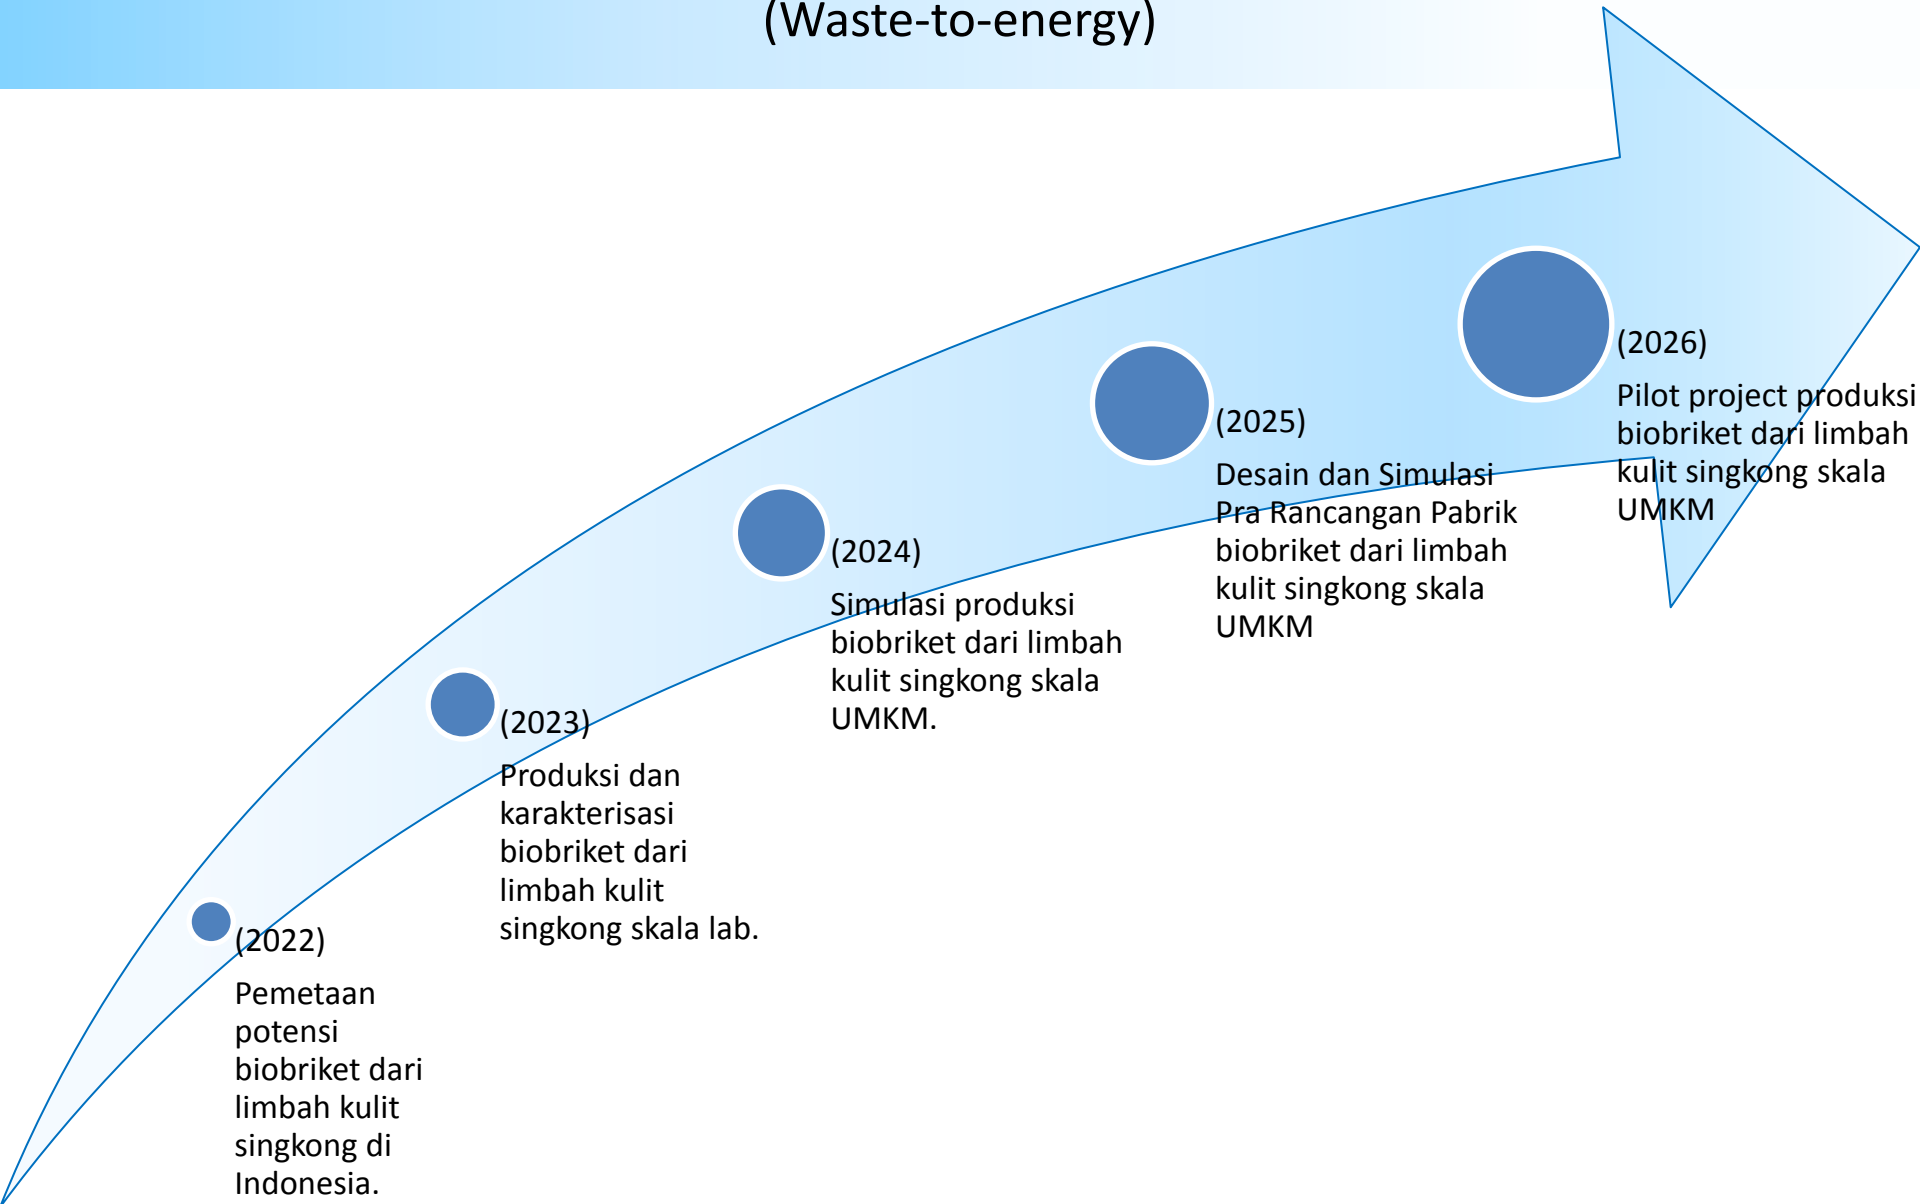 (Waste-to-energy)
(2022)
Pemetaan
potensi
biobriket dari
limbah kulit
singkong di
Indonesia.
(2023)
Produksi dan
karakterisasi
biobriket dari
limbah kulit
singkong skala lab.
(2024)
Simulasi produksi
biobriket dari limbah
kulit singkong skala
UMKM.
(2025)
Desain dan Simulasi
Pra Rancangan Pabrik
biobriket dari limbah
kulit singkong skala
UMKM
(2026)
Pilot project produksi
biobriket dari limbah
kulit singkong skala
UMKM